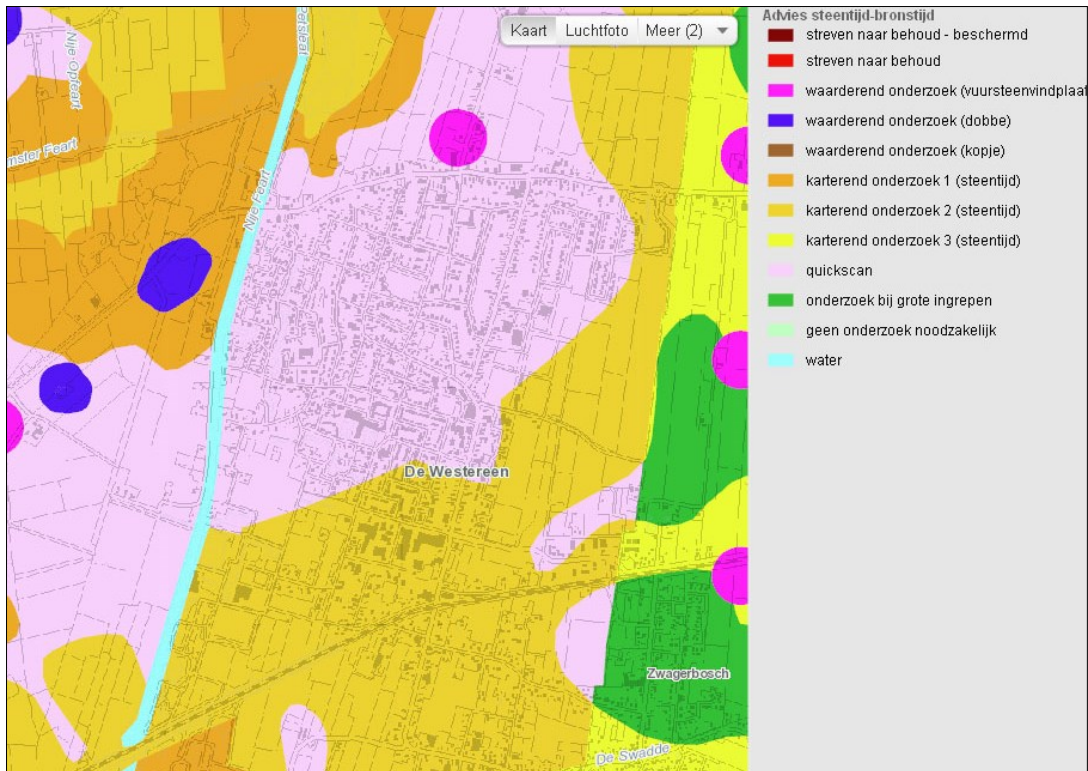 Kaart Luchtfoto Meer (2)
Nije Opfeart
Nije Feart
De Westereen
Zwagerbosch
De Swadde
Advies steentijd-bronstijd
streven naar behoud - beschermd
streven naar behoud
waarderend onderzoek (vuursteenvindplaat
waarderend onderzoek (dobbe)
waarderend onderzoek (kopje)
karterend onderzoek 1 (steentijd)
karterend onderzoek 2 (steentijd)
karterend onderzoek 3 (steentijd)
quickscan
onderzoek bij grote ingrepen
geen onderzoek noodzakelijk
water